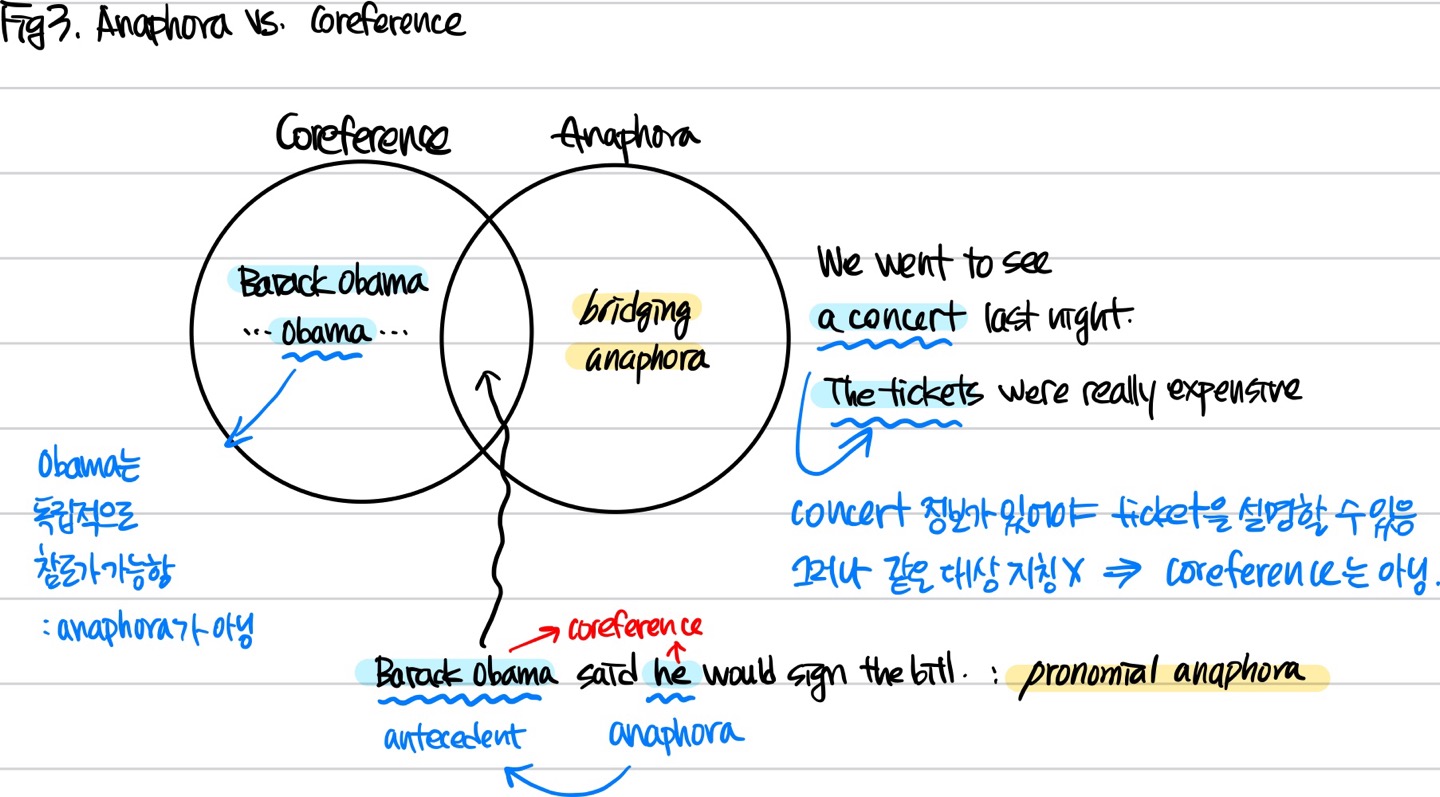 Fig3. Anaphora vs. Coreference
Coreference
Anaphora
Barack Obama
... Obama ...
bridging
anaphora
We went to see
a concert last night.
The tickets were really expensive
Obama는
독립적으로
참조가 가능함
: anaphora가 아님
concert 정보가 있어야 ticket을 설명할 수 있음
그러나 같은 대상 지칭 X ⇒ coreference는 아님.
coreference
Barack Obama said he would sign the bill. : pronomial anaphora
antecedent
anaphora